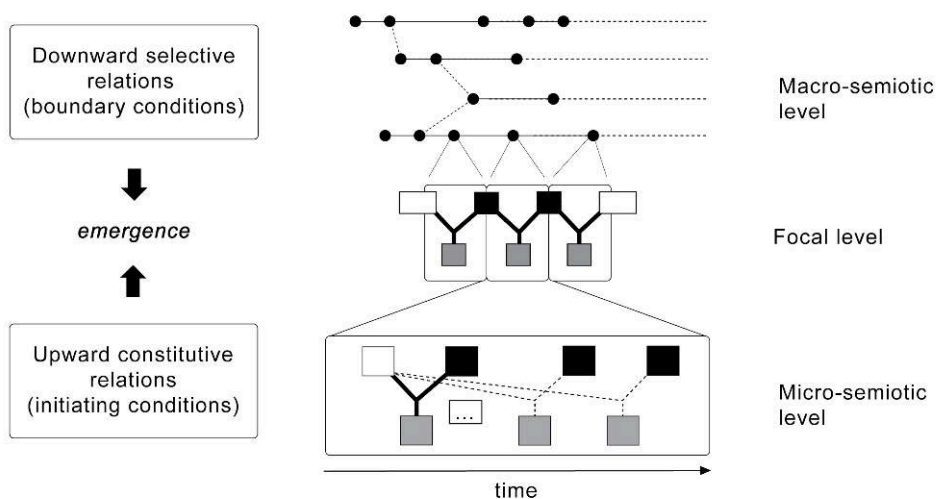 Downward selective
relations
(boundary conditions)
emergence
Upward constitutive
relations
(initiating conditions)
Macro-semiotic
level
Focal level
...
Micro-semiotic
level
time